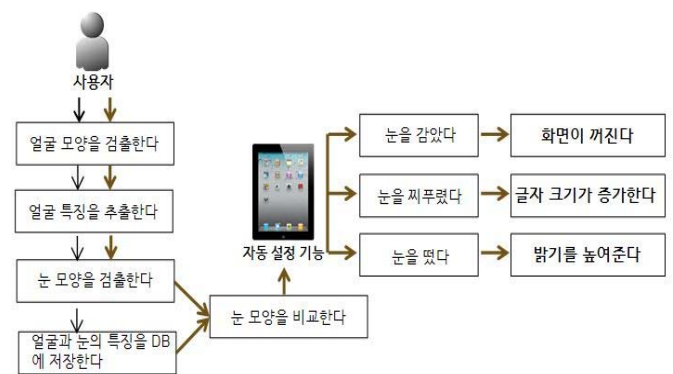 사용자
얼굴 모양을 검출한다
얼굴 특징을 추출한다
눈 모양을 검출한다
얼굴과 눈의 특징을 DB
에 저장한다
눈 모양을 비교한다
자동 설정 기능
눈을 감았다
화면이 꺼진다
눈을 찌푸렸다
글자 크기가 증가한다
눈을 떴다
밝기를 높여준다